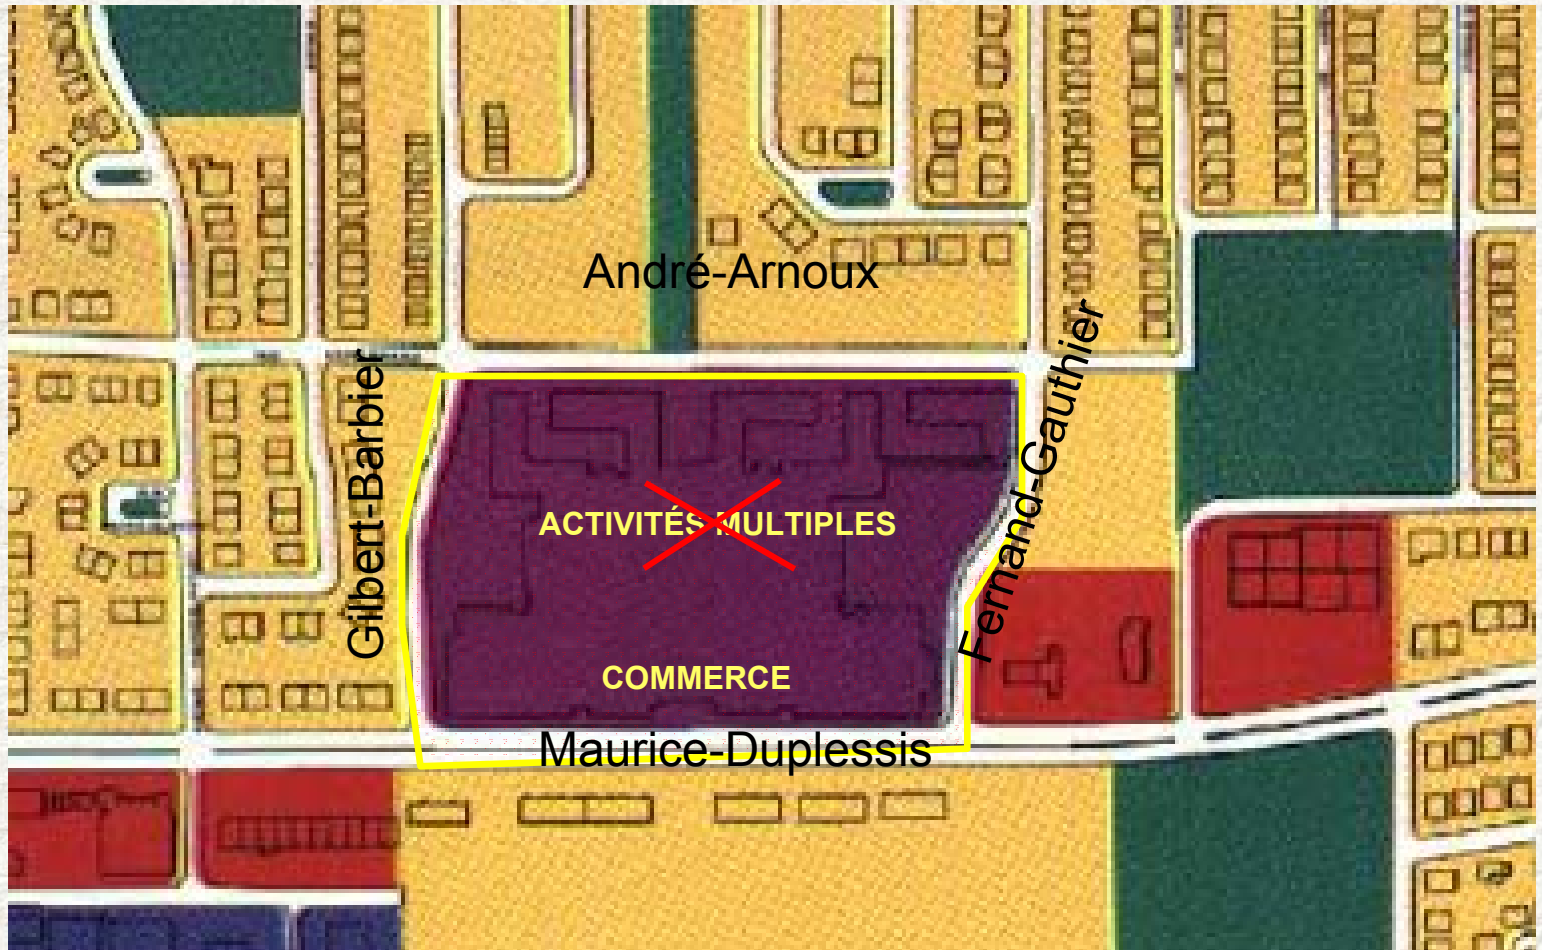 André-Arnoux
Gilbert-Barbier
Fernand-Gauthier
ACTIVITÉS MULTIPLES
COMMERCE
Maurice-Duplessis